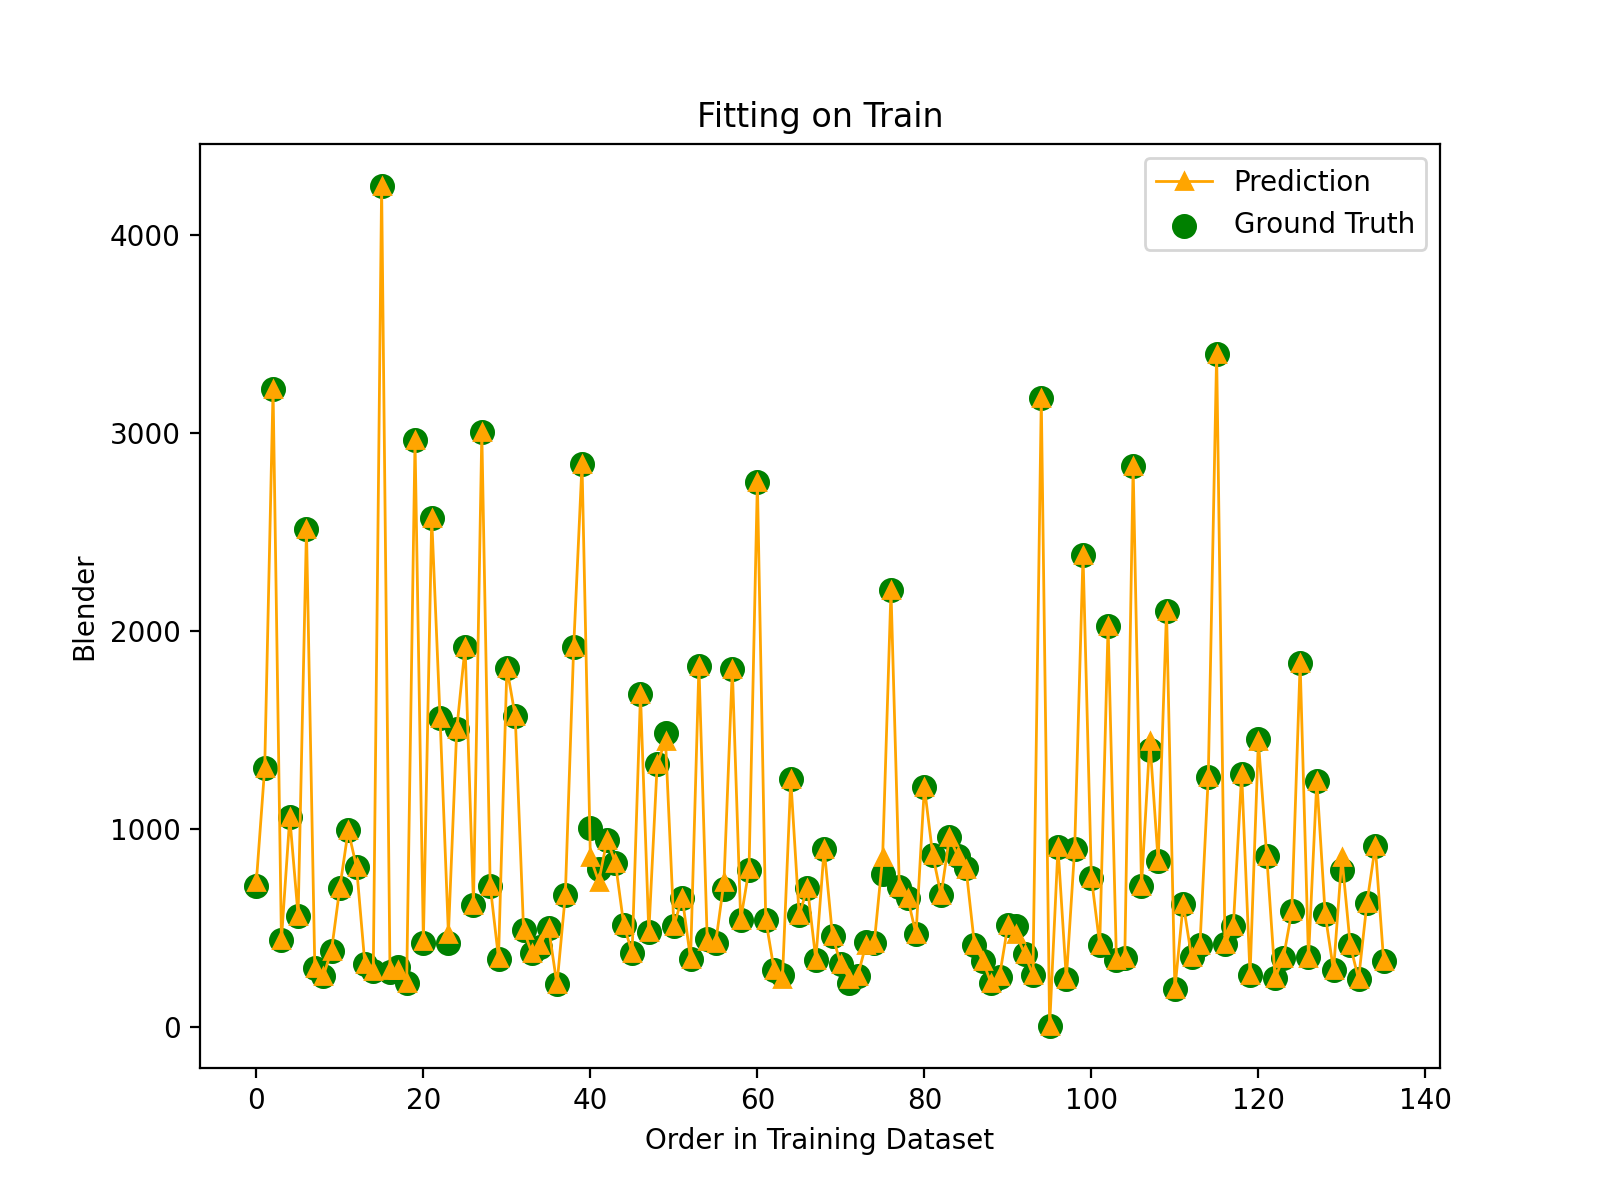 Fitting on Train
Prediction
Ground Truth
4000
3000
2000
1000
0
Blender
0 20 40 60 80 100 120 140
Order in Training Dataset